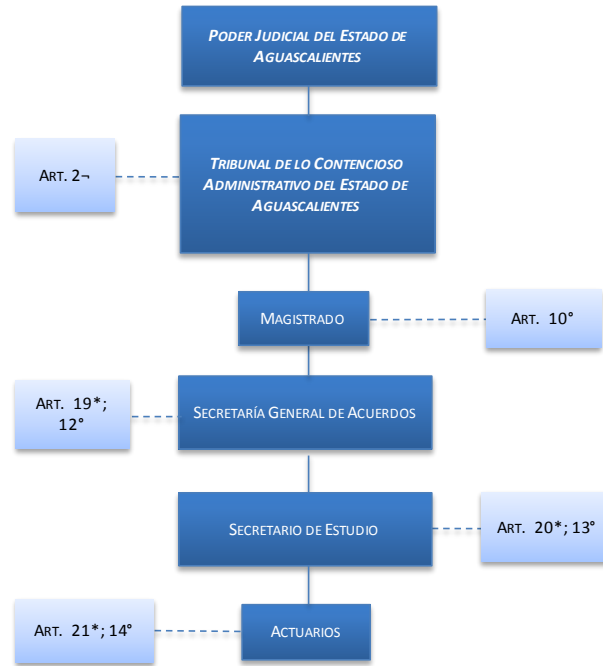 PODER JUDICIAL DEL ESTADO DE
AGUASCALIENTES
TRIBUNAL DE LO CONTENCIOSO
ADMINISTRATIVO DEL ESTADO DE
AGUASCALIENTES
ART. 2¬
MAGISTRADO
ART. 10°
ART. 19*;
12°
SECRETARÍA GENERAL DE ACUERDOS
SECRETARIO DE ESTUDIO
ART. 20*; 13°
ART. 21*; 14°
ACTUARIOS